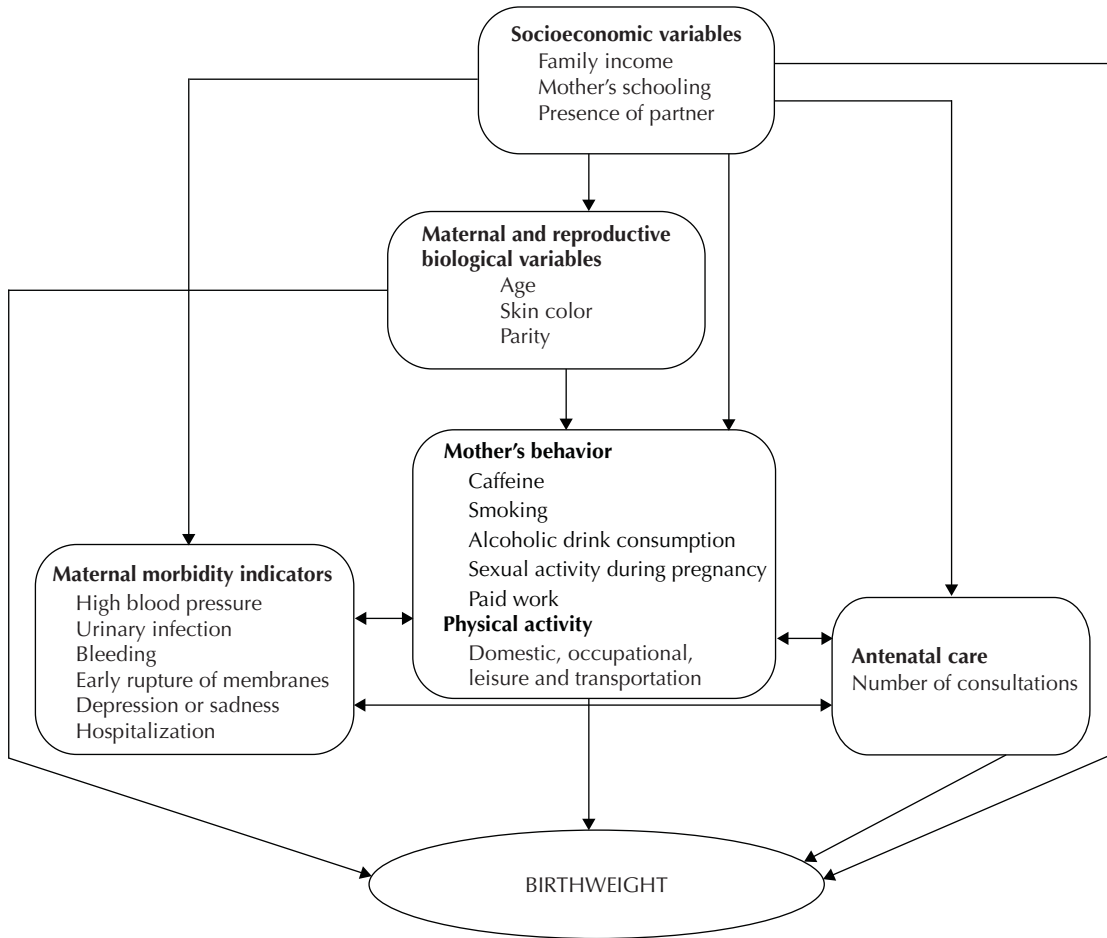 Socioeconomic variables
Family income
Mother's schooling
Presence of partner
Maternal and reproductive
biological variables
Age
Skin color
Parity
Mother's behavior
Caffeine
Smoking
Alcoholic drink consumption
Sexual activity during pregnancy
Paid work
Physical activity
Domestic, occupational,
leisure and transportation
Maternal morbidity indicators
High blood pressure
Urinary infection
Bleeding
Early rupture of membranes
Depression or sadness
Hospitalization
Antenatal care
Number of consultations
BIRTHWEIGHT